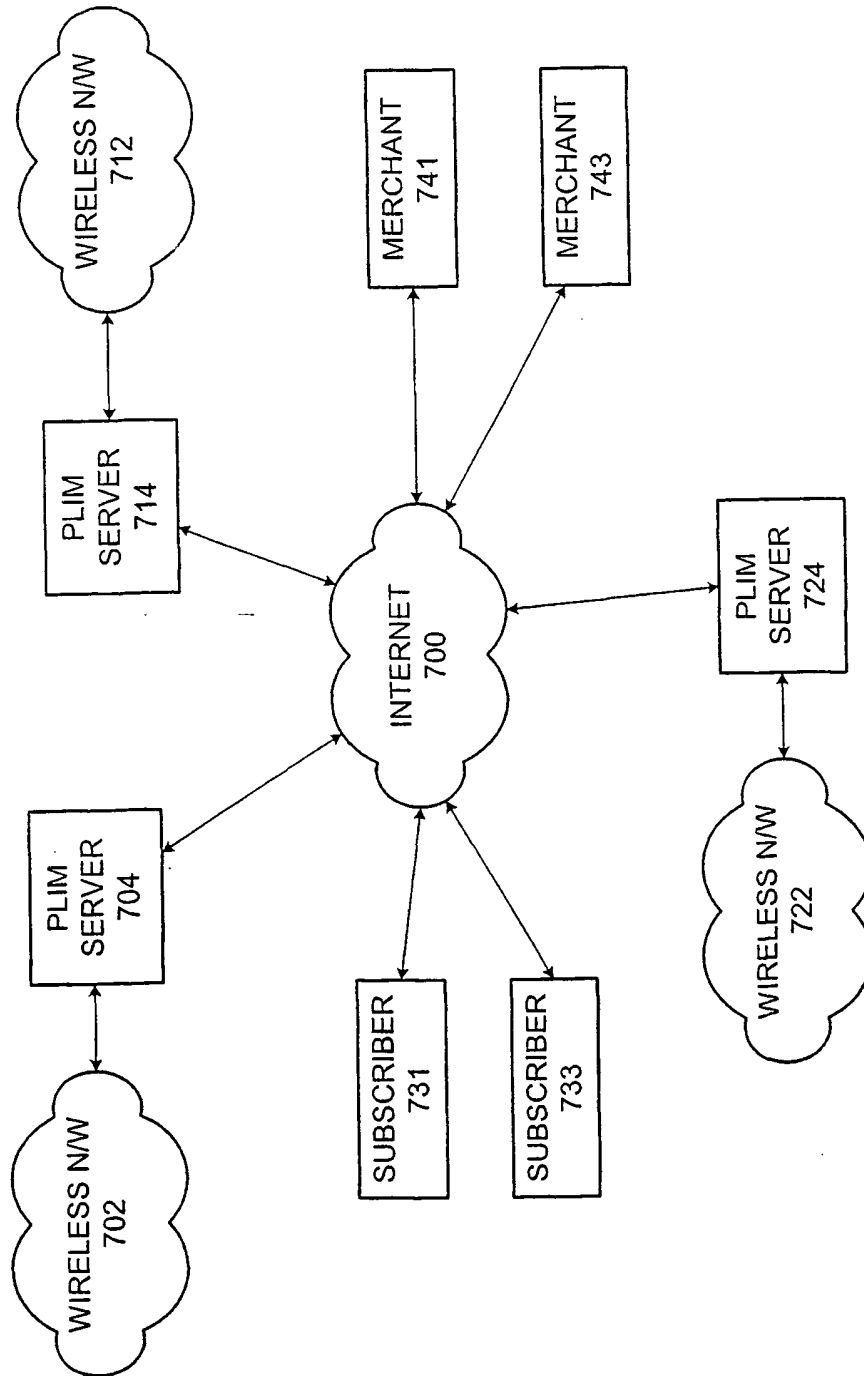 WIRELESS N/W
702
PLIM
SERVER
704
PLIM
SERVER
714
WIRELESS N/W
712
SUBSCRIBER
731
SUBSCRIBER
733
INTERNET
700
MERCHANT
741
MERCHANT
743
WIRELESS N/W
722
PLIM
SERVER
724